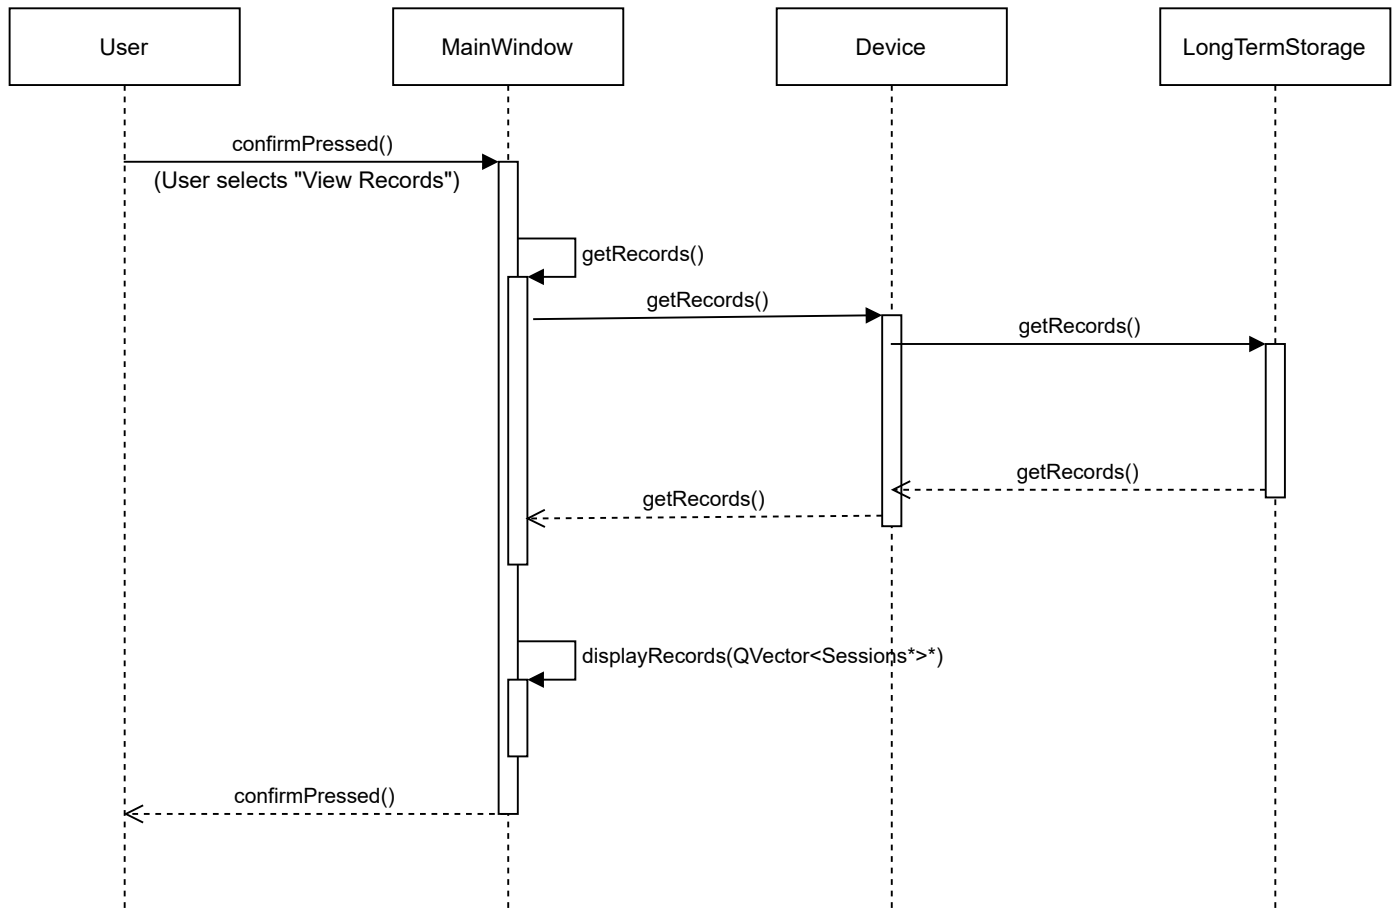 User
MainWindow
Device
LongTermStorage
confirmPressed()
(User selects "View Records")
getRecords()
getRecords()
getRecords()
getRecords()
getRecords()
displayRecords(QVector<Sessions*>*)
confirmPressed()